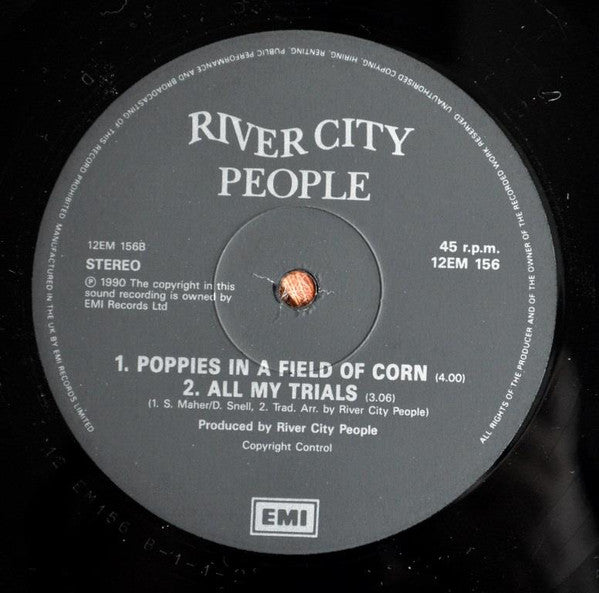 RIVER CITY
PEOPLE
12EM 156B
STEREO
℗ 1990 The copyright in this
sound recording is owned by
EMI Records Ltd
45 r.p.m.
12EM 156
1. POPPIES IN A FIELD OF CORN (4.00)
2. ALL MY TRIALS (3.06)
(1. S. Maher/D. Snell, 2. Trad. Arr. by River City People)
Produced by River City People
Copyright Control
EMI
ALL RIGHTS OF THE PRODUCER AND OF THE OWNER OF THE RECORDED WORK RESERVED. UNAUTHORISED COPYING, HIRING, RENTING, PUBLIC PERFORMANCE AND BROADCASTING OF THIS RECORD PROHIBITED. MANUFACTURED IN THE UK BY EMI RECORDS LIMITED
12 EM156 B-1-1-